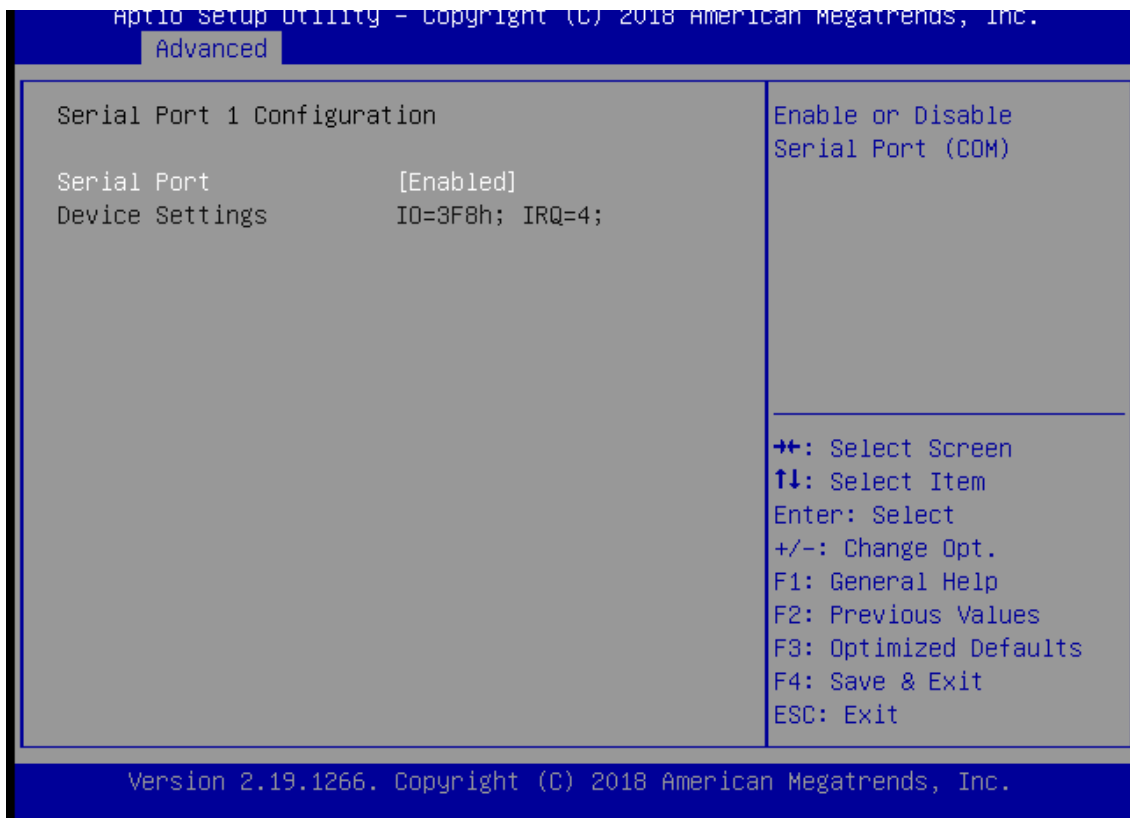 Aptio Setup Utility – Copyright (C) 2018 American Megatrends, Inc.
Advanced
Serial Port 1 Configuration
Serial Port [Enabled]
Device Settings IO=3F8h; IRQ=4;
Enable or Disable
Serial Port (COM)
→←: Select Screen
↑↓: Select Item
Enter: Select
+/-: Change Opt.
F1: General Help
F2: Previous Values
F3: Optimized Defaults
F4: Save & Exit
ESC: Exit
Version 2.19.1266. Copyright (C) 2018 American Megatrends, Inc.